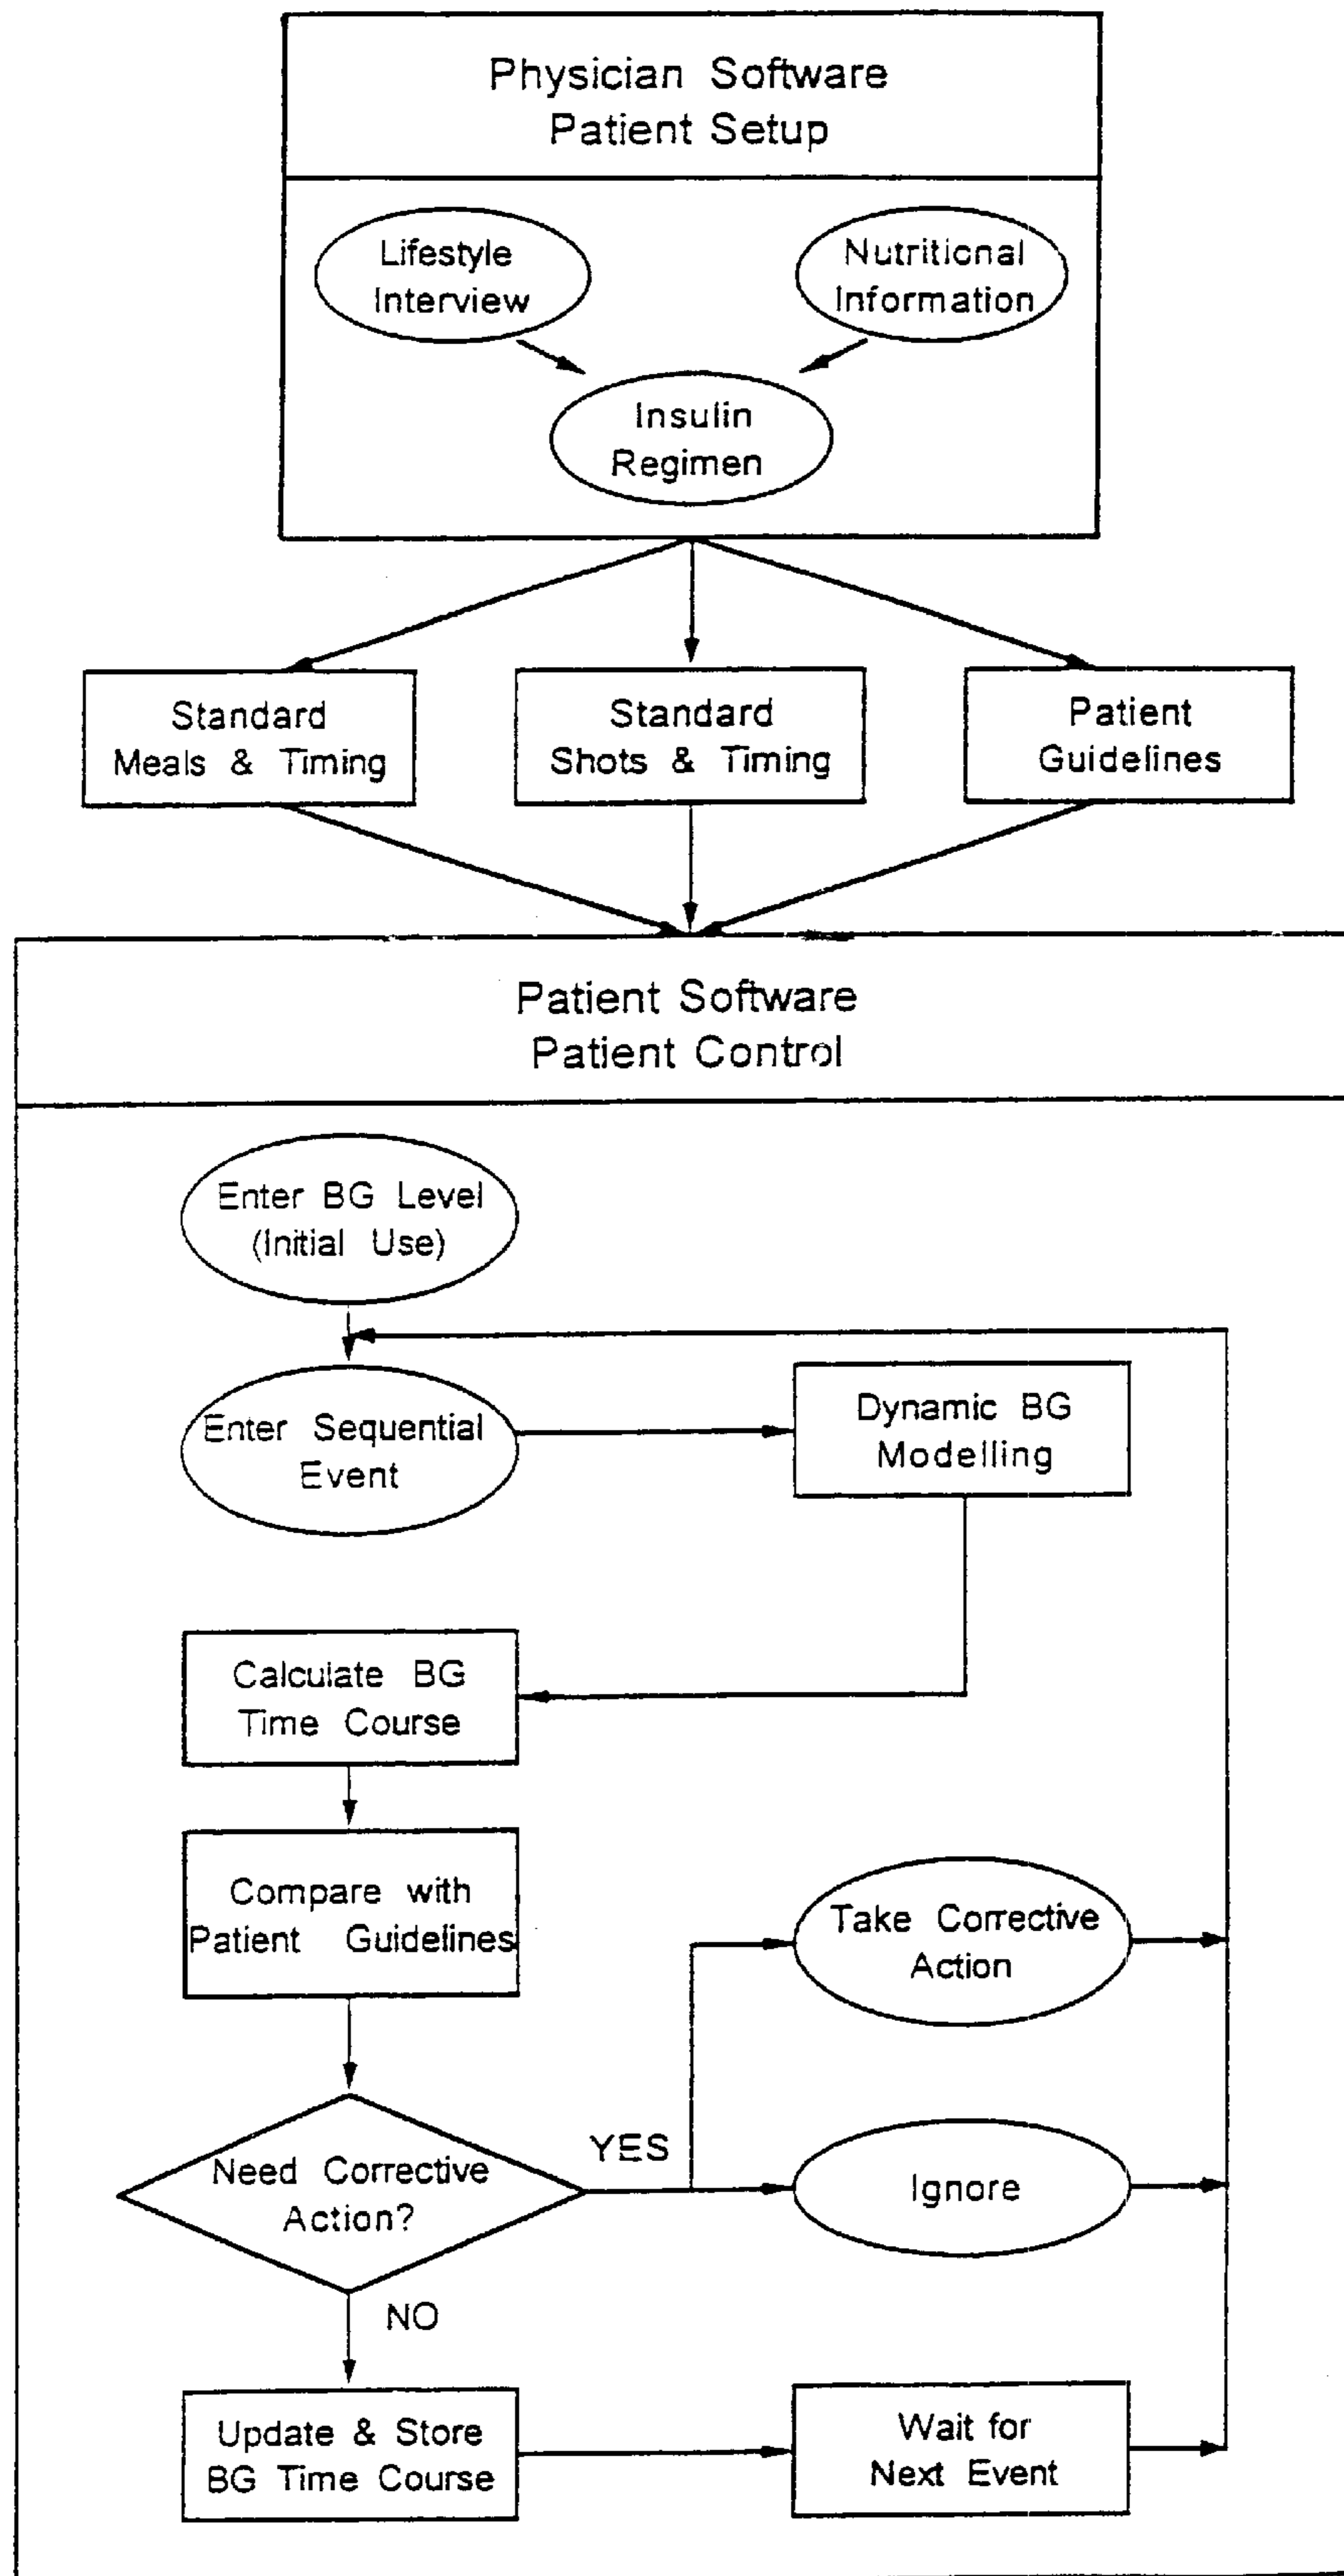 Physician Software
Patient Setup
Lifestyle
Interview
Nutritional
Information
Insulin
Regimen
Standard
Meals & Timing
Standard
Shots & Timing
Patient
Guidelines
Patient Software
Patient Control
Enter BG Level
(Initial Use)
Enter Sequential
Event
Dynamic BG
Modelling
Calculate BG
Time Course
Compare with
Patient Guidelines
Take Corrective
Action
Need Corrective
Action?
YES
Ignore
NO
Update & Store
BG Time Course
Wait for
Next Event